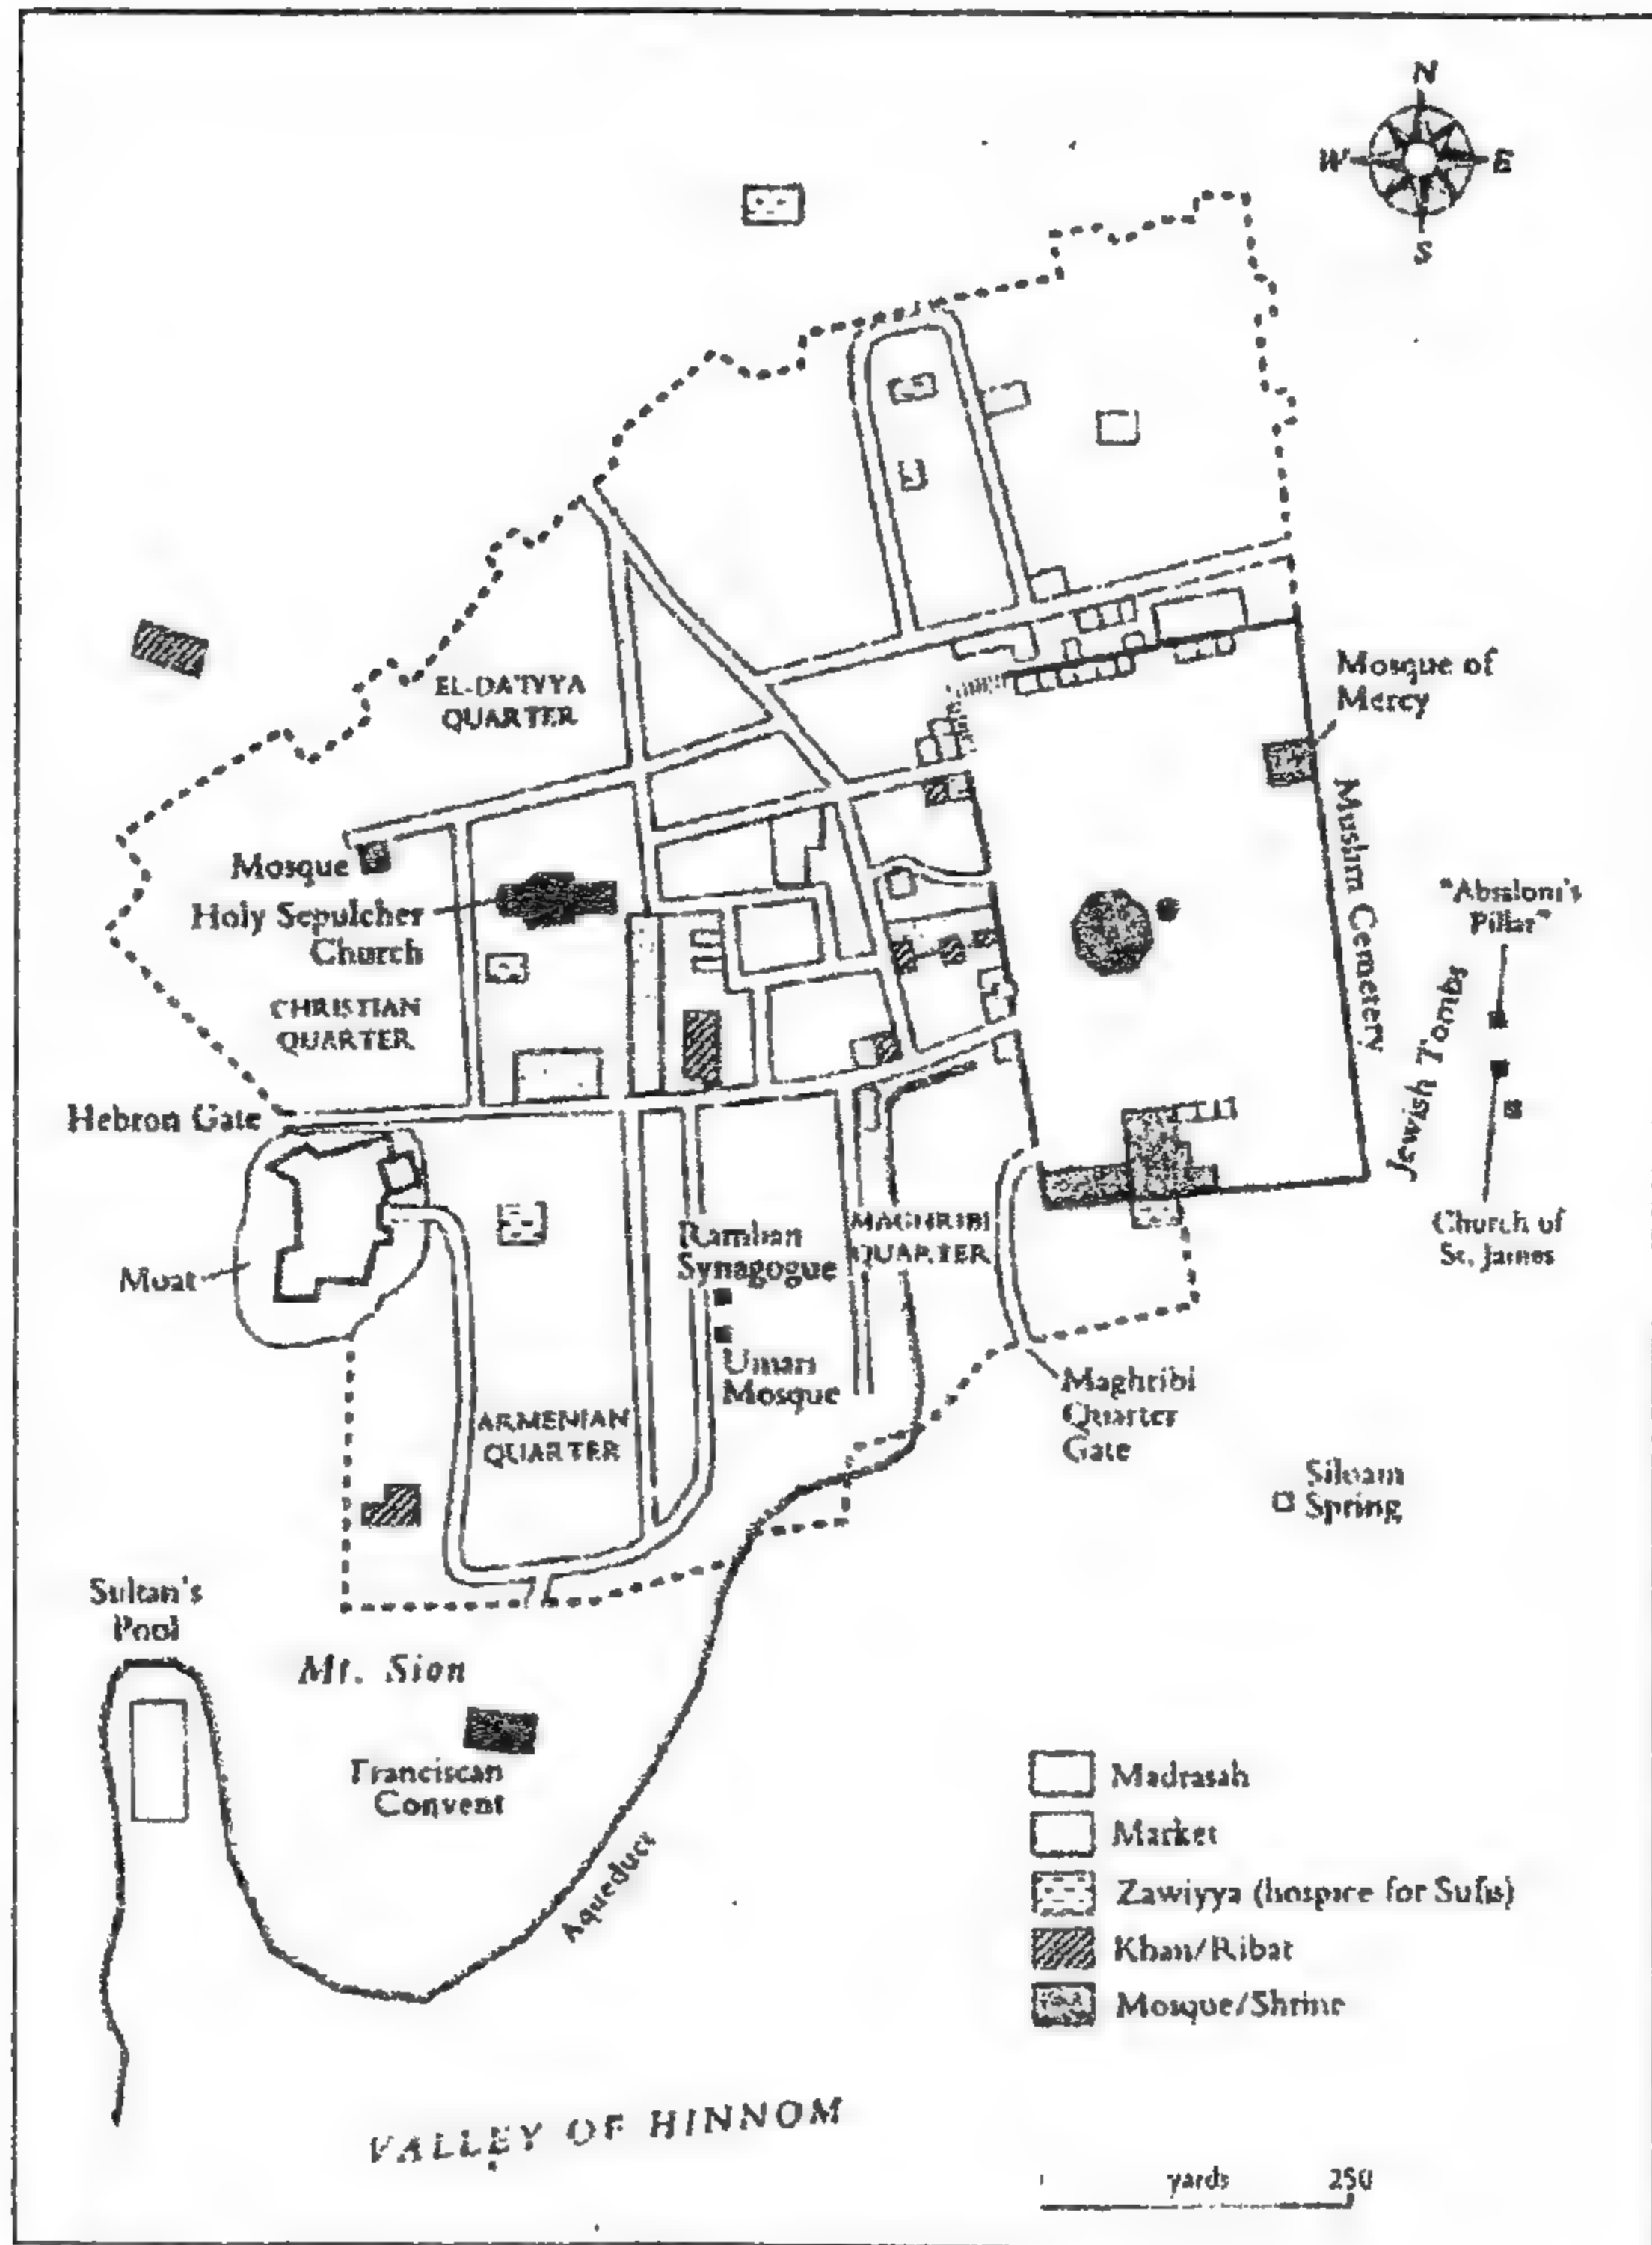 N
W E
S
EL-DA'IYYA
QUARTER
Mosque of
Mercy
Mosque
Holy Sepulcher
Church
Muslim Cemetery
"Absalom's
Pillar"
CHRISTIAN
QUARTER
Jewish Tombs
Hebron Gate
Moat
Ramban
Synagogue
MAGHRIBI
QUARTER
Church of
St. James
Umari
Mosque
Maghribi
Quarter
Gate
ARMENIAN
QUARTER
Siloam
Spring
Sultan's
Pool
Mt. Sion
Franciscan
Convent
Aqueduct
Madrasah
Market
Zawiyya (hospice for Sufis)
Khan/Ribat
Mosque/Shrine
VALLEY OF HINNOM
yards 250